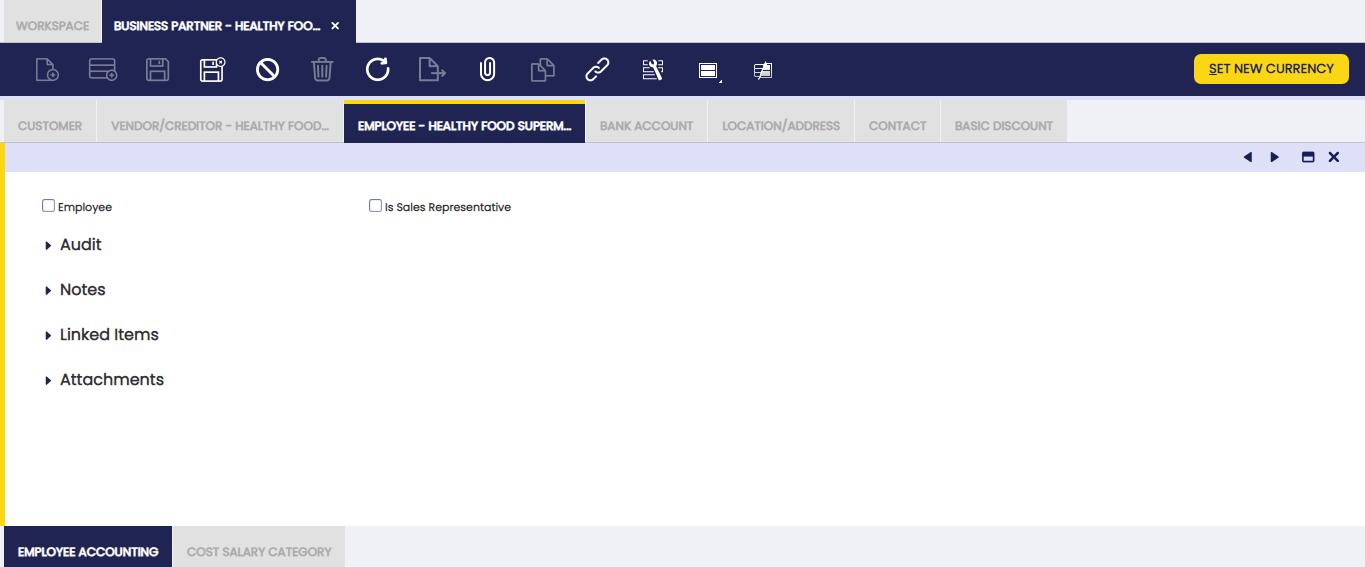 WORKSPACE
BUSINESS PARTNER - HEALTHY FOO...
SET NEW CURRENCY
CUSTOMER
VENDOR/CREDITOR - HEALTHY FOOD...
EMPLOYEE - HEALTHY FOOD SUPERM...
BANK ACCOUNT
LOCATION/ADDRESS
CONTACT
BASIC DISCOUNT
Employee
Is Sales Representative
Audit
Notes
Linked Items
Attachments
EMPLOYEE ACCOUNTING
COST SALARY CATEGORY